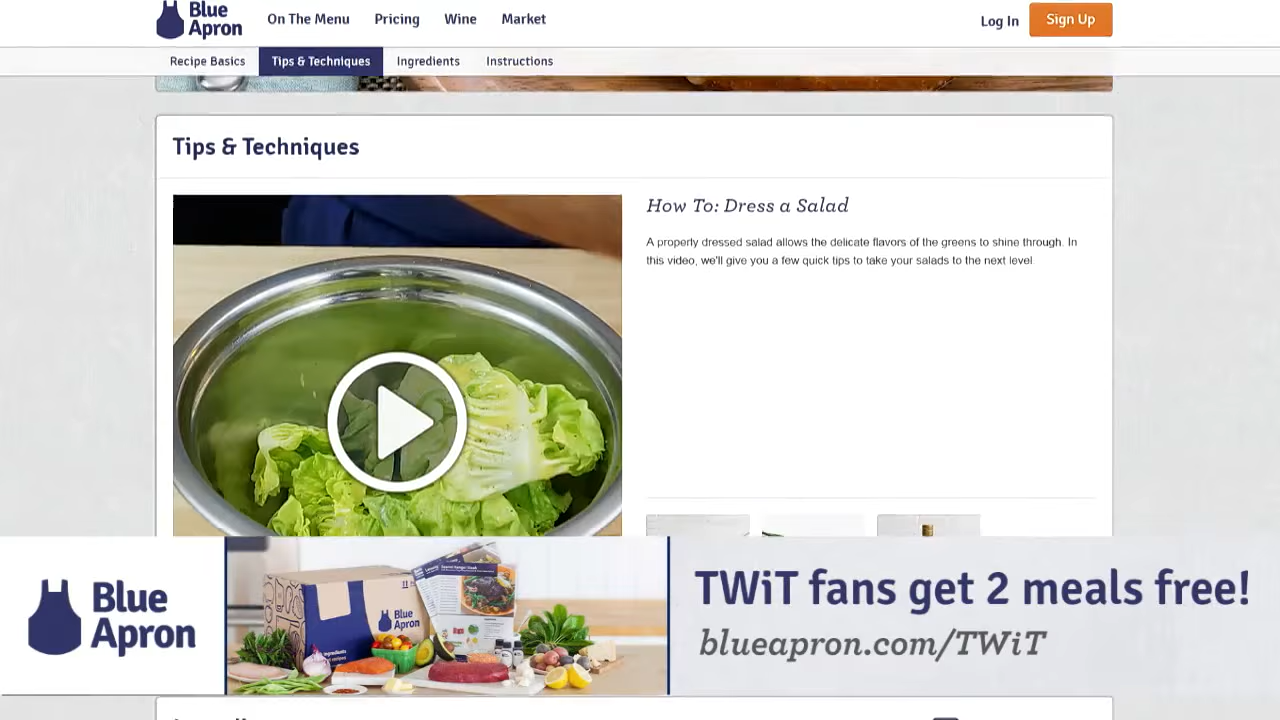 Blue Apron
On The Menu
Pricing
Wine
Market
Log In
Sign Up
Recipe Basics
Tips & Techniques
Ingredients
Instructions
Tips & Techniques
How To: Dress a Salad
A properly dressed salad allows the delicate flavors of the greens to shine through. In
this video, we'll give you a few quick tips to take your salads to the next level
Blue
Apron
Blue
Apron
TWiT fans get 2 meals free!
blueapron.com/TWiT